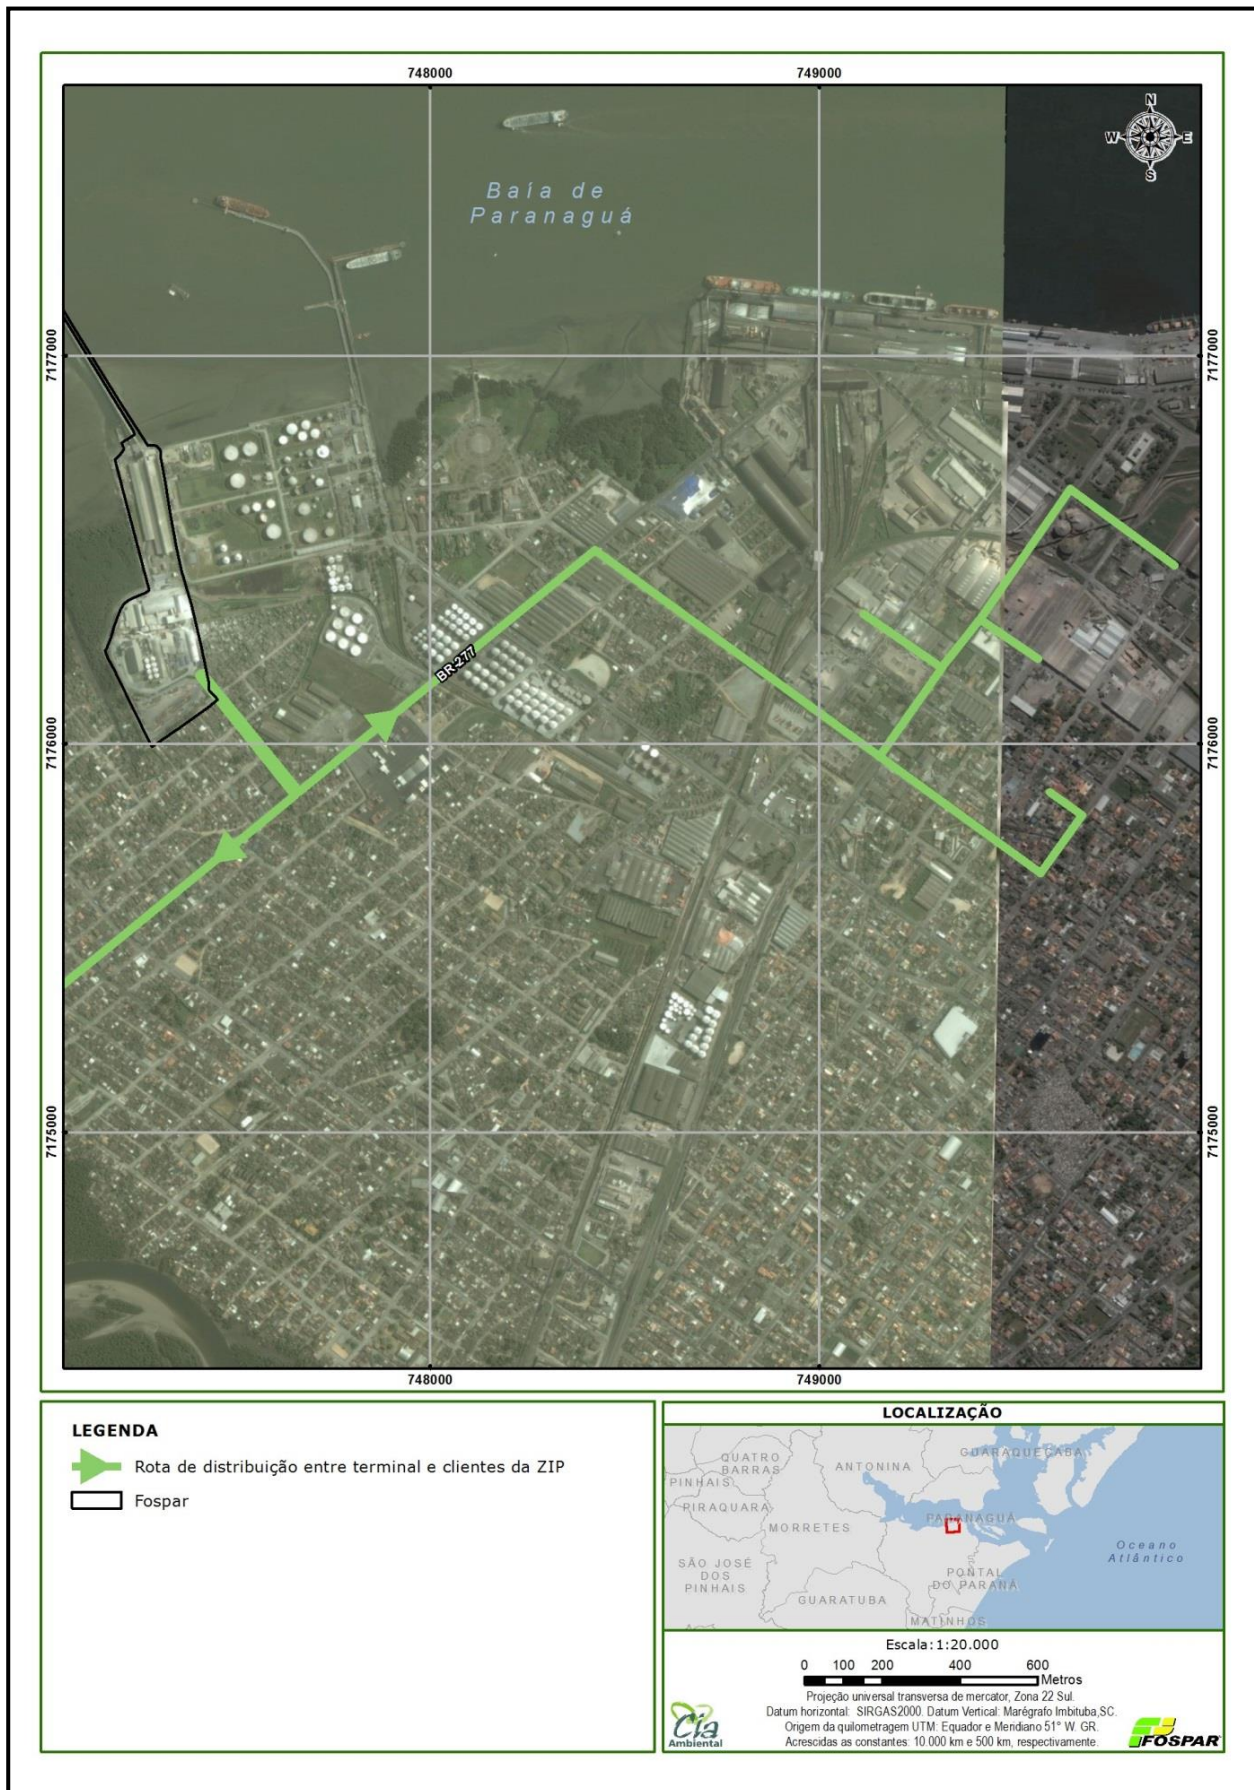 748000 749000
N
W E
S
Baía de
Paranaguá
7177000 7177000
BR-277
7176000 7176000
7175000 7175000
748000 749000
LEGENDA
Rota de distribuição entre terminal e clientes da ZIP
Fospar
LOCALIZAÇÃO
GUARAQUEÇABA
QUATRO
BARRAS
ANTONINA
PINHAIS
PIRAQUARA
PARANAGUÁ
MORRETES
Oceano
Atlântico
SÃO JOSÉ
DOS
PINHAIS
PONTAL
DO PARANÁ
GUARATUBA
MATINHOS
Escala: 1:20.000
0 100 200 400 600
Metros
Projeção universal transversa de mercator, Zona 22 Sul.
Datum horizontal: SIRGAS2000. Datum Vertical: Marégrafo Imbituba,SC.
Origem da quilometragem UTM: Equador e Meridiano 51° W. GR.
Acrescidas as constantes: 10.000 km e 500 km, respectivamente.
Cia
Ambiental
FOSPAR